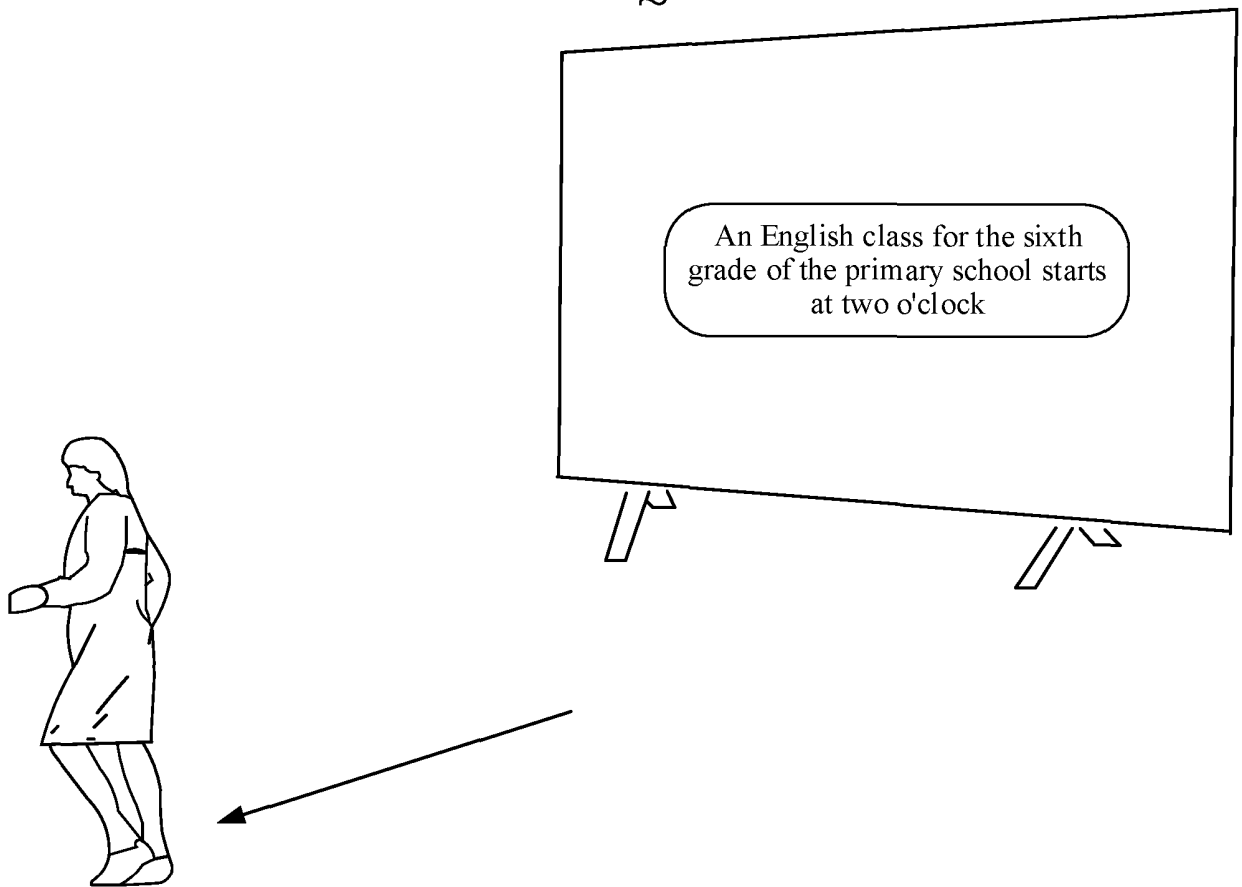 An English class for the sixth
grade of the primary school starts
at two o'clock